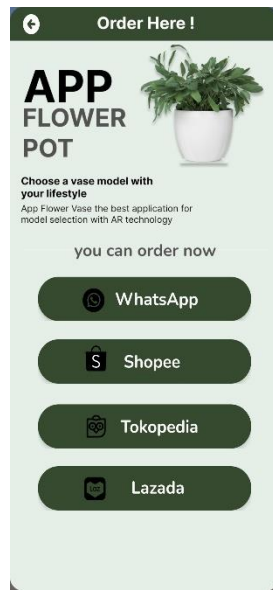 Order Here !
APP
FLOWER
POT
Choose a vase model with
your lifestyle
App Flower Vase the best application for
model selection with AR technology
you can order now
WhatsApp
S Shopee
Tokopedia
Lazada